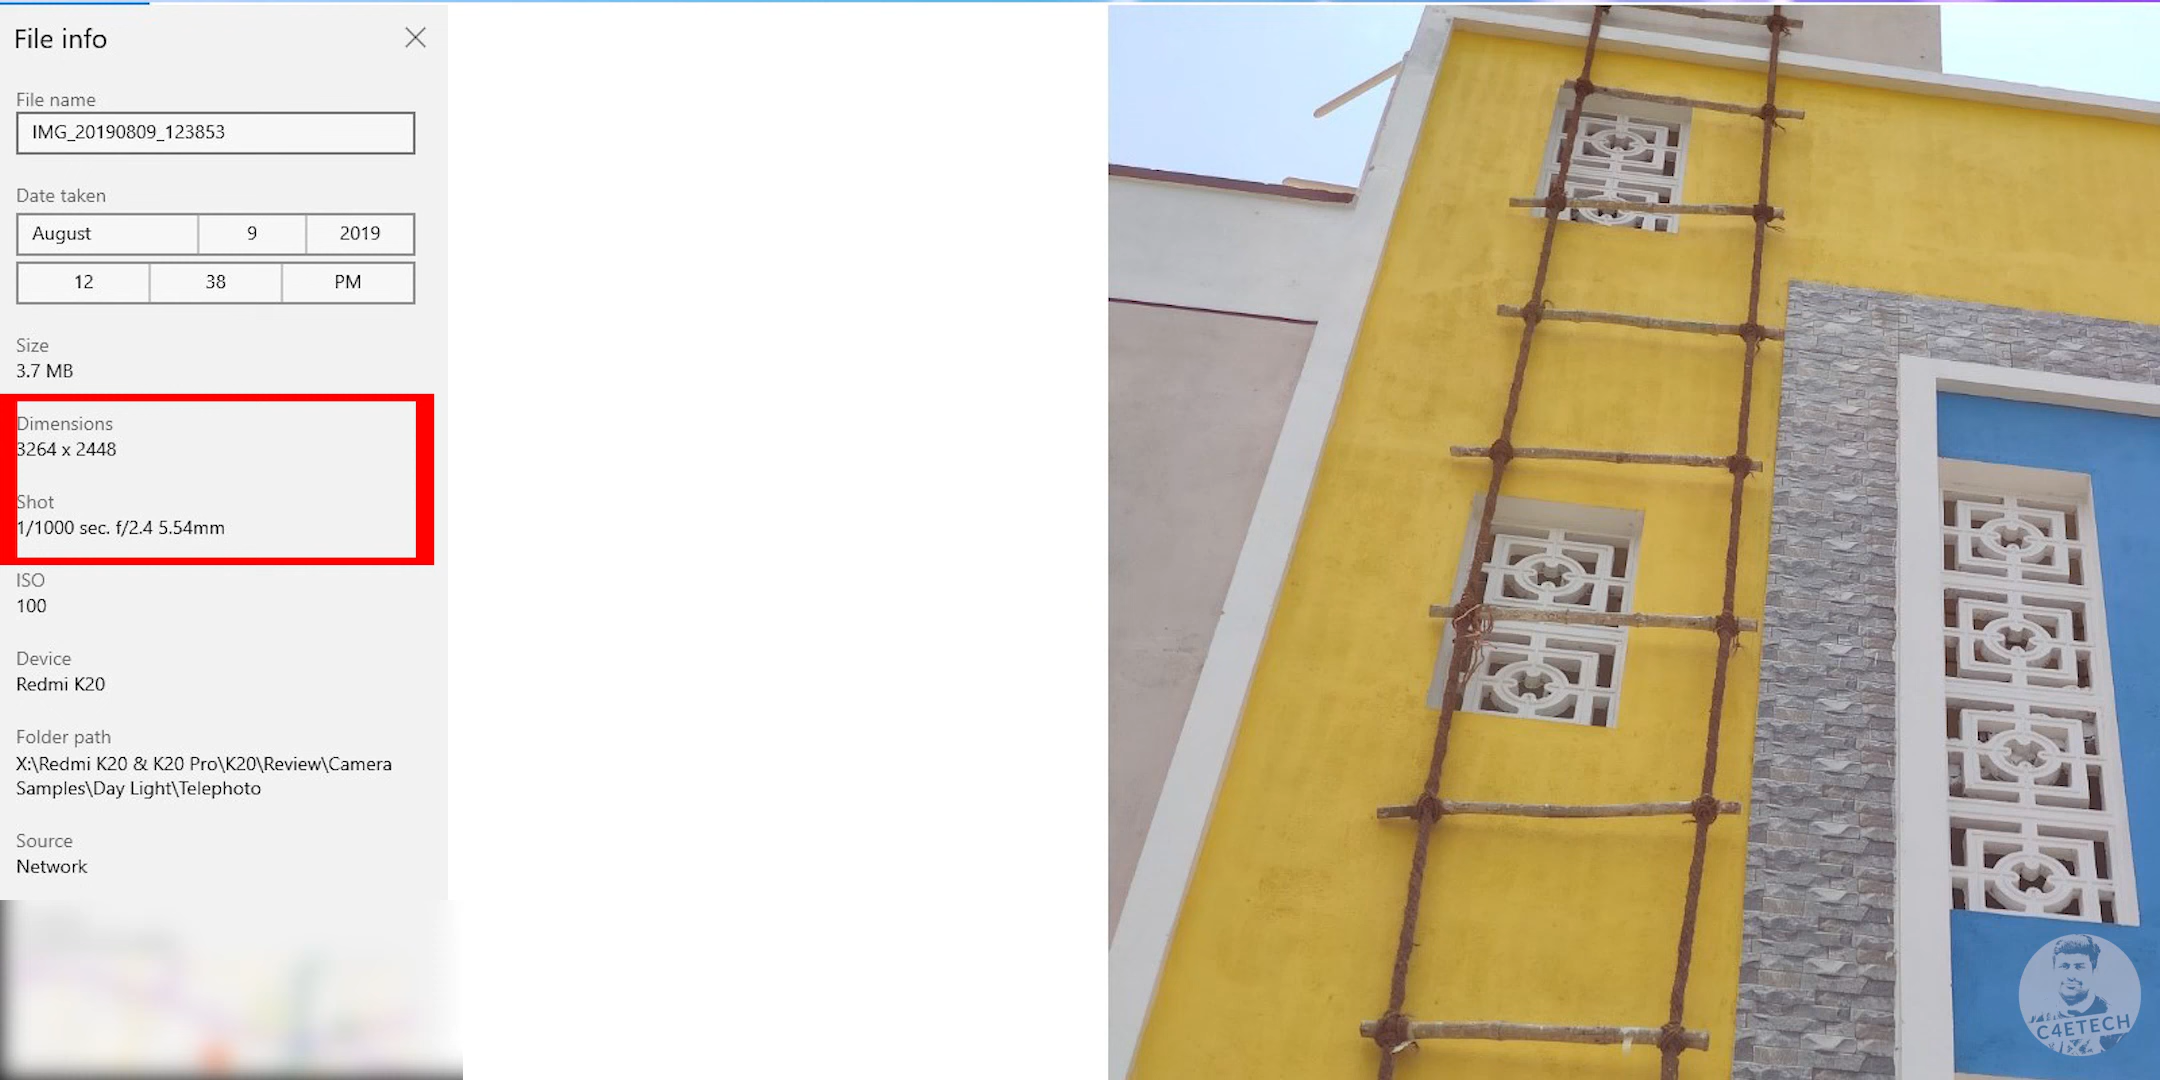 File info
File name
IMG_20190809_123853
Date taken
August 9 2019
12 38 PM
Size
3.7 MB
Dimensions
3264 x 2448
Shot
1/1000 sec. f/2.4 5.54mm
ISO
100
Device
Redmi K20
Folder path
X:\Redmi K20 & K20 Pro\K20\Review\Camera
Samples\Day Light\Telephoto
Source
Network
C4ETECH